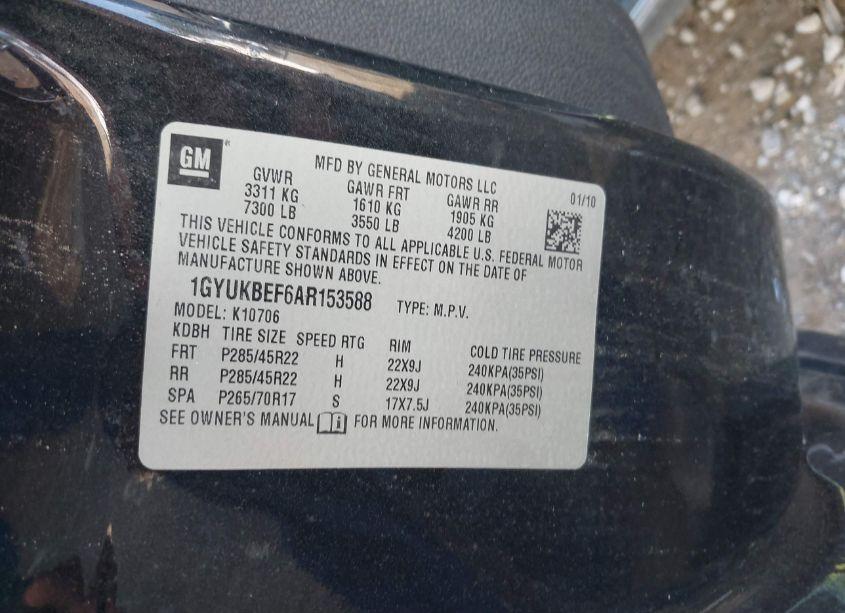 GM
MFD BY GENERAL MOTORS LLC
01/10
GVWR GAWR FRT GAWR RR
3311 KG 1610 KG 1905 KG
7300 LB 3550 LB 4200 LB
THIS VEHICLE CONFORMS TO ALL APPLICABLE U.S. FEDERAL MOTOR
VEHICLE SAFETY STANDARDS IN EFFECT ON THE DATE OF
MANUFACTURE SHOWN ABOVE.
1GYUKBEF6AR153588 TYPE: M.P.V.
MODEL: K10706
KDBH TIRE SIZE SPEED RTG RIM COLD TIRE PRESSURE
FRT P285/45R22 H 22X9J 240KPA(35PSI)
RR P285/45R22 H 22X9J 240KPA(35PSI)
SPA P265/70R17 S 17X7.5J 240KPA(35PSI)
SEE OWNER'S MANUAL FOR MORE INFORMATION.